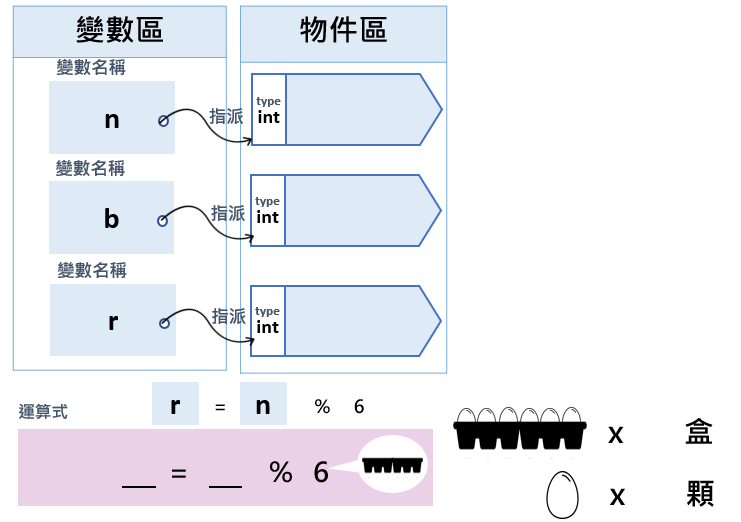 變數區
物件區
變數名稱
n
指派
type
int
變數名稱
b
指派
type
int
變數名稱
r
指派
type
int
運算式
r = n % 6
__ = __ % 6
x 盒
x 顆